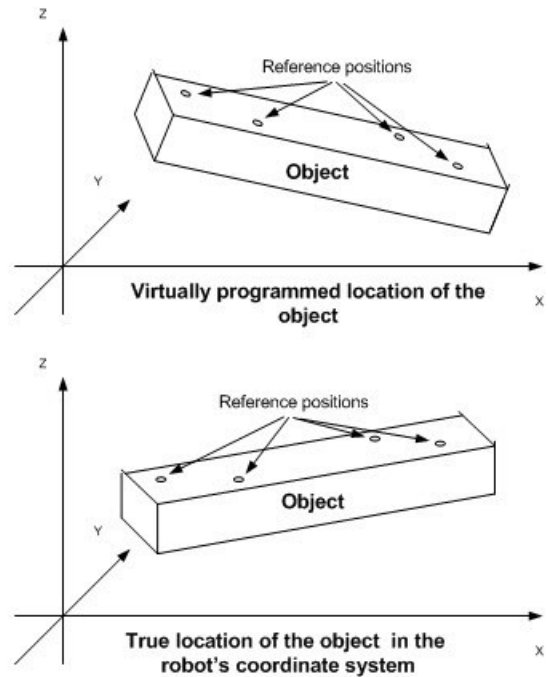 Z
Reference positions
Object
Y
Virtually programmed location of the
object
X
Z
Reference positions
Object
Y
True location of the object in the
robot's coordinate system
X